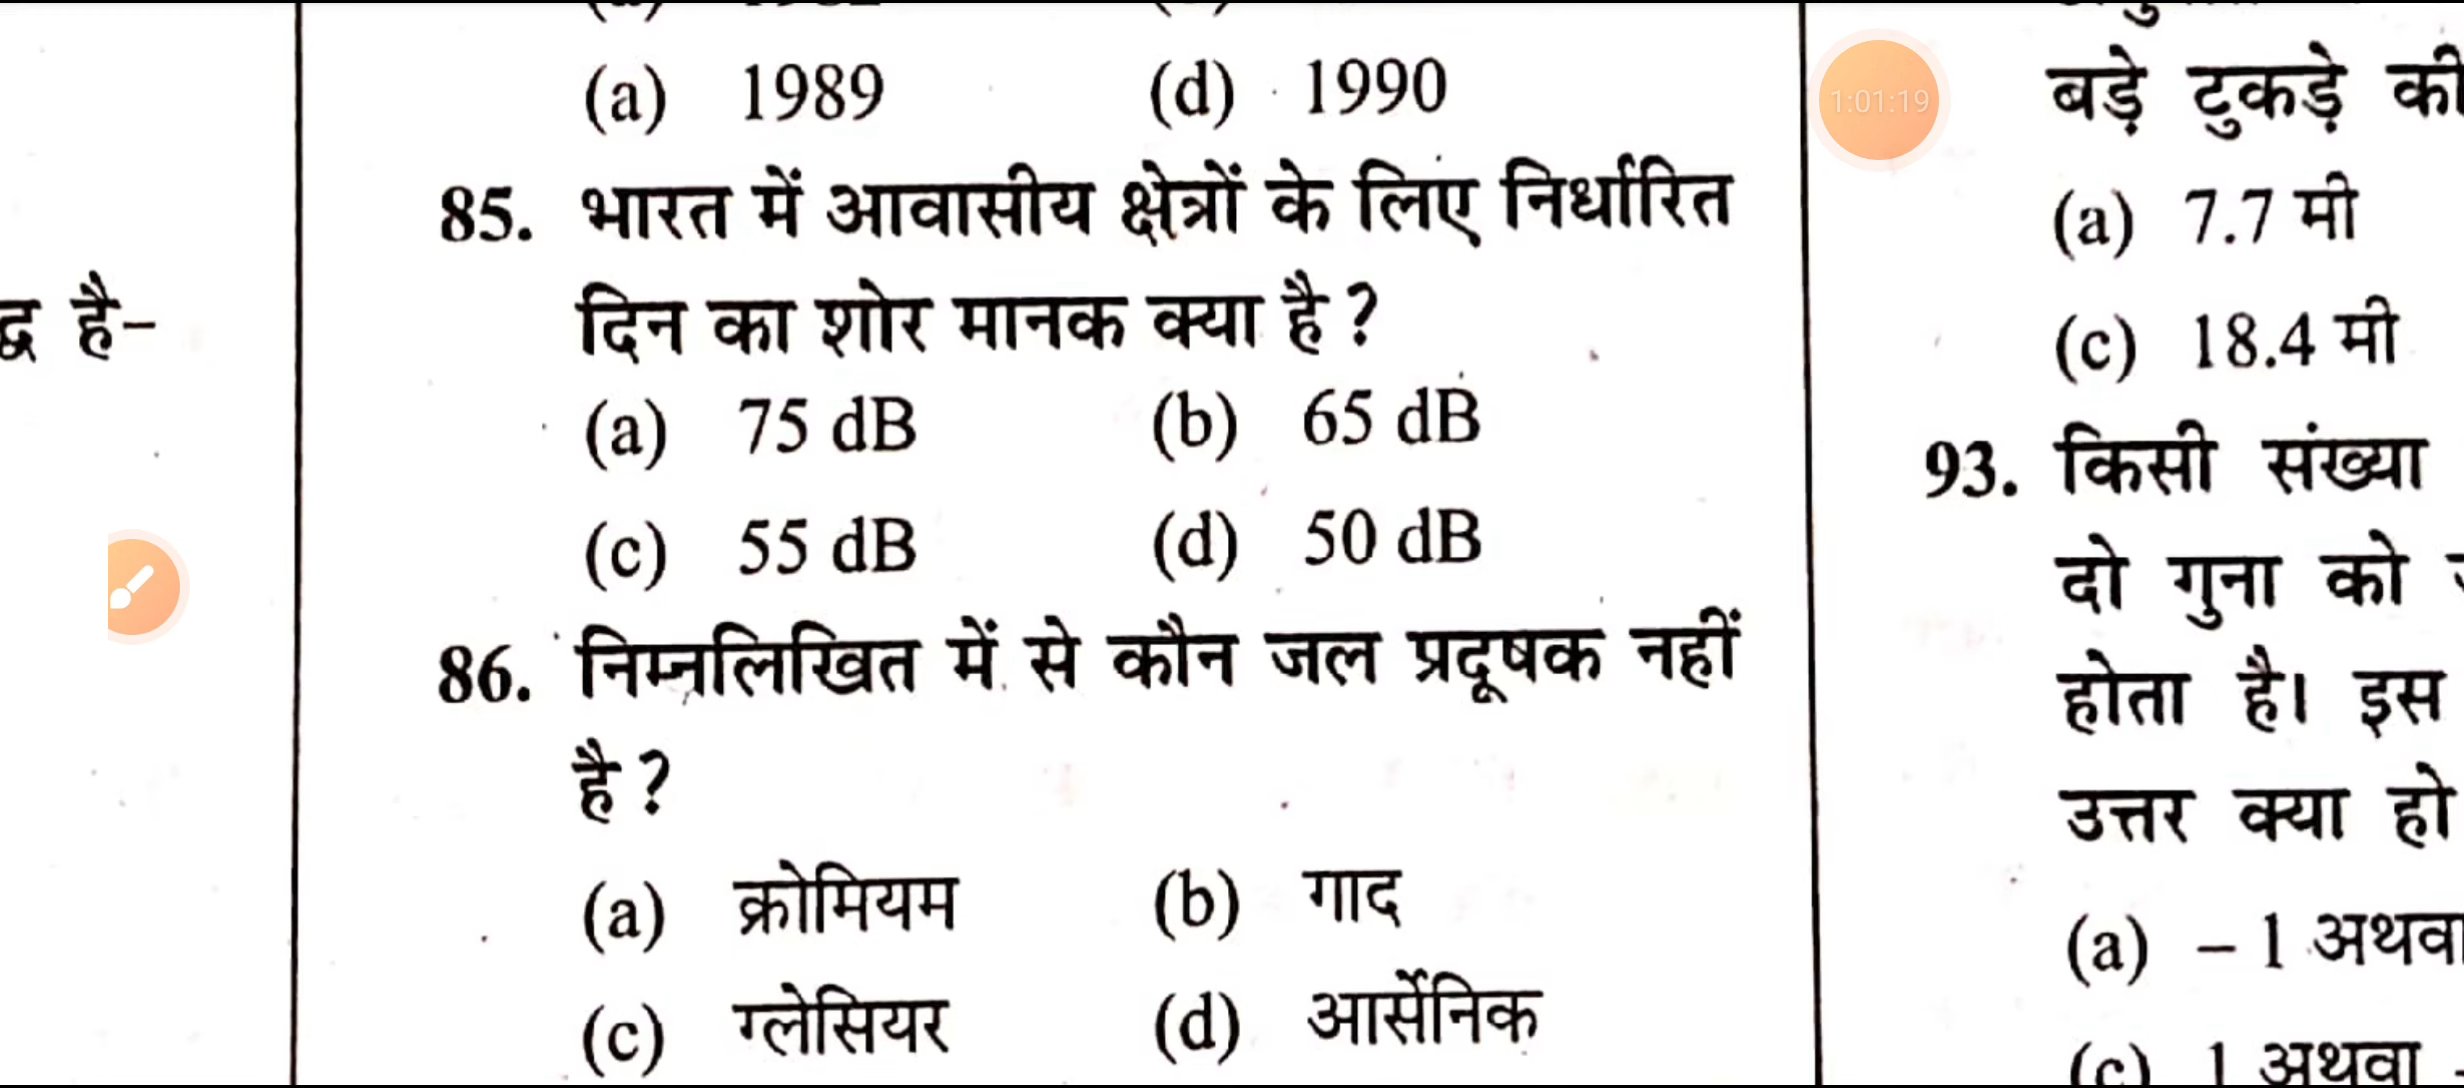 द्ध है–
(a) 1989 (d) 1990
85. भारत में आवासीय क्षेत्रों के लिए निर्धारित
दिन का शोर मानक क्या है ?
(a) 75 dB (b) 65 dB
(c) 55 dB (d) 50 dB
86. निम्नलिखित में से कौन जल प्रदूषक नहीं
है ?
(a) क्रोमियम (b) गाद
(c) ग्लेसियर (d) आर्सेनिक
1:01:19
बड़े टुकड़े की
(a) 7.7 मी
(c) 18.4 मी
93. किसी संख्या
दो गुना को
होता है। इस
उत्तर क्या हो
(a) – 1 अथवा
(c) 1 अथवा